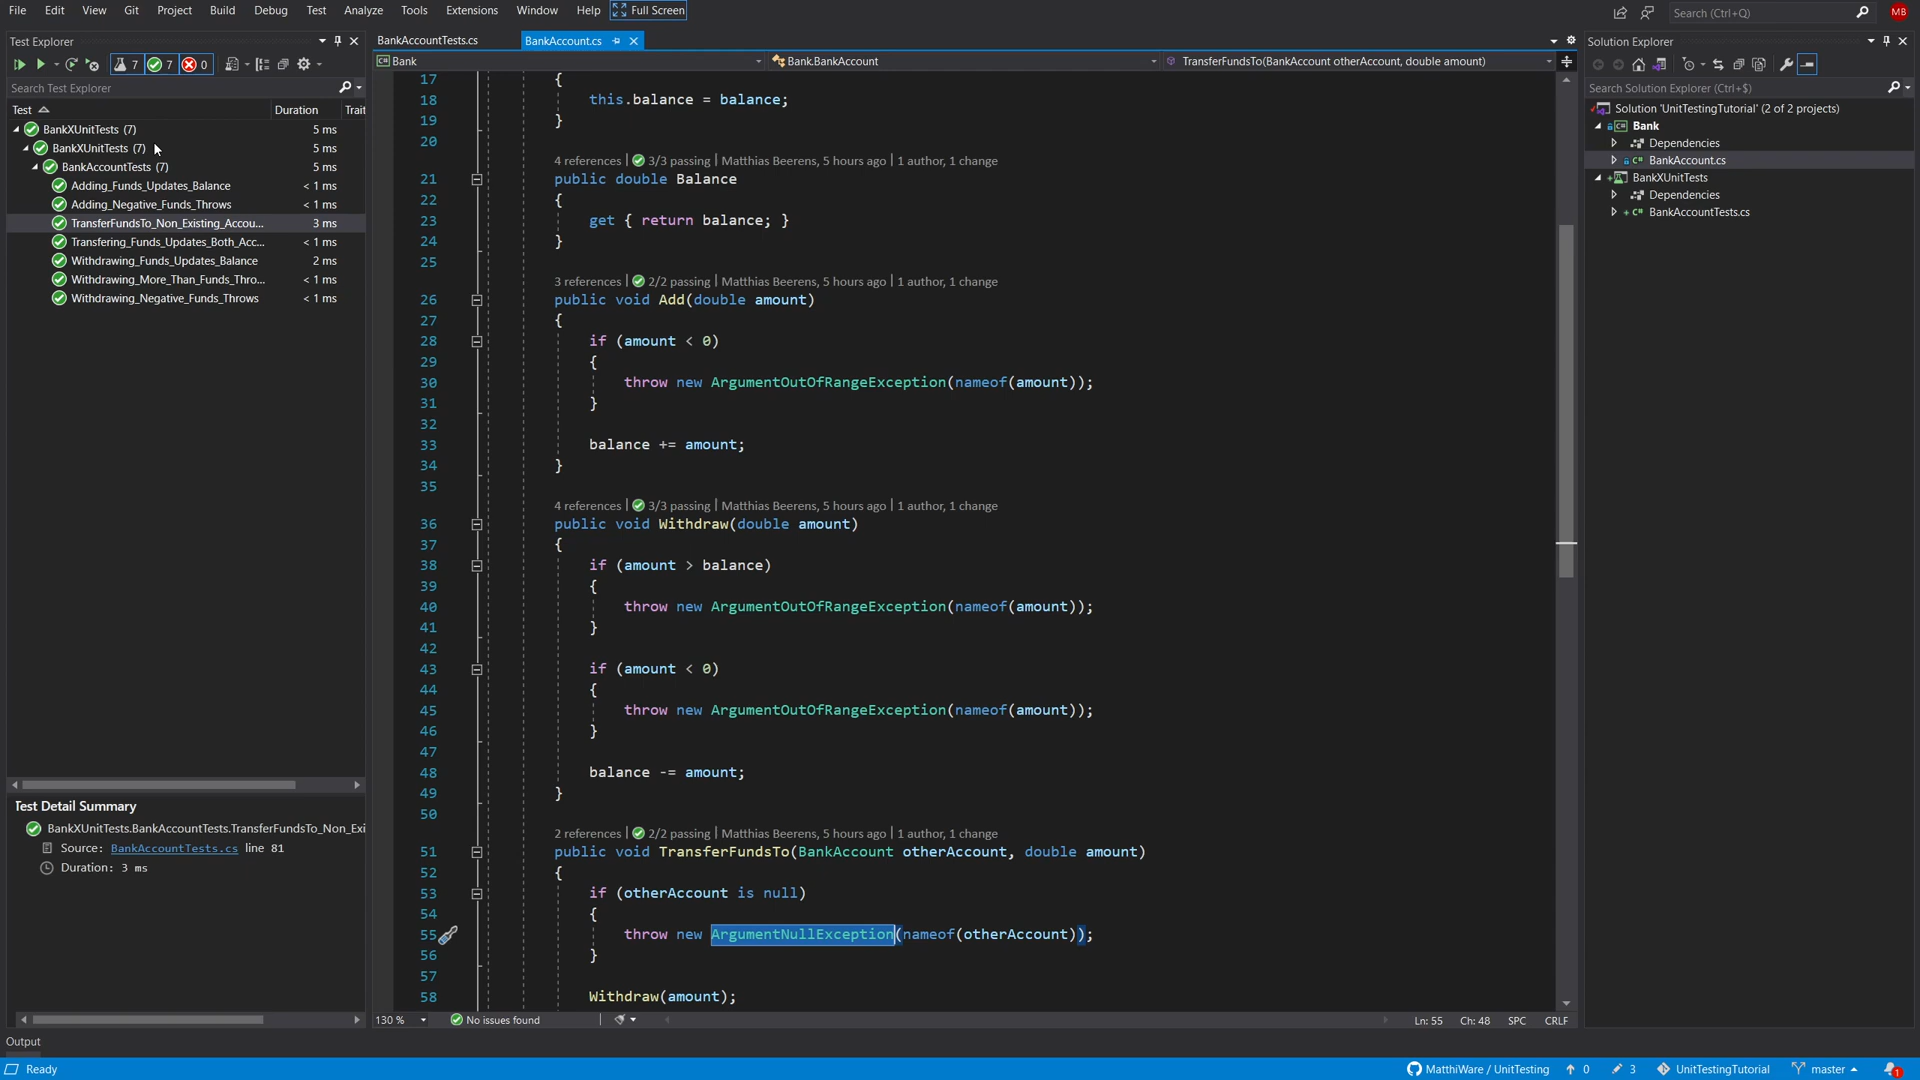 File Edit View Git Project Build Debug Test Analyze Tools Extensions Window Help Full Screen Search (Ctrl+Q) MB
Test Explorer
7 7 0
Search Test Explorer
Test Duration Trait
BankXUnitTests (7) 5 ms
BankXUnitTests (7) 5 ms
BankAccountTests (7) 5 ms
Adding_Funds_Updates_Balance < 1 ms
Adding_Negative_Funds_Throws < 1 ms
TransferFundsTo_Non_Existing_Accou... 3 ms
Transfering_Funds_Updates_Both_Acc... < 1 ms
Withdrawing_Funds_Updates_Balance 2 ms
Withdrawing_More_Than_Funds_Thro... < 1 ms
Withdrawing_Negative_Funds_Throws < 1 ms
Test Detail Summary
BankXUnitTests.BankAccountTests.TransferFundsTo_Non_Exi
Source: BankAccountTests.cs line 81
Duration: 3 ms
BankAccountTests.cs BankAccount.cs
Bank Bank.BankAccount TransferFundsTo(BankAccount otherAccount, double amount)
17 {
18 this.balance = balance;
19 }
20
4 references | 3/3 passing | Matthias Beerens, 5 hours ago | 1 author, 1 change
21 public double Balance
22 {
23 get { return balance; }
24 }
25
3 references | 2/2 passing | Matthias Beerens, 5 hours ago | 1 author, 1 change
26 public void Add(double amount)
27 {
28 if (amount < 0)
29 {
30 throw new ArgumentOutOfRangeException(nameof(amount));
31 }
32
33 balance += amount;
34 }
35
4 references | 3/3 passing | Matthias Beerens, 5 hours ago | 1 author, 1 change
36 public void Withdraw(double amount)
37 {
38 if (amount > balance)
39 {
40 throw new ArgumentOutOfRangeException(nameof(amount));
41 }
42
43 if (amount < 0)
44 {
45 throw new ArgumentOutOfRangeException(nameof(amount));
46 }
47
48 balance -= amount;
49 }
50
2 references | 2/2 passing | Matthias Beerens, 5 hours ago | 1 author, 1 change
51 public void TransferFundsTo(BankAccount otherAccount, double amount)
52 {
53 if (otherAccount is null)
54 {
55 throw new ArgumentNullException(nameof(otherAccount));
56 }
57
58 Withdraw(amount);
130 % No issues found Ln: 55 Ch: 48 SPC CRLF
Solution Explorer
Search Solution Explorer (Ctrl+$)
Solution 'UnitTestingTutorial' (2 of 2 projects)
Bank
Dependencies
BankAccount.cs
BankXUnitTests
Dependencies
BankAccountTests.cs
Output
Ready MatthiWare / UnitTesting 0 3 UnitTestingTutorial master 1